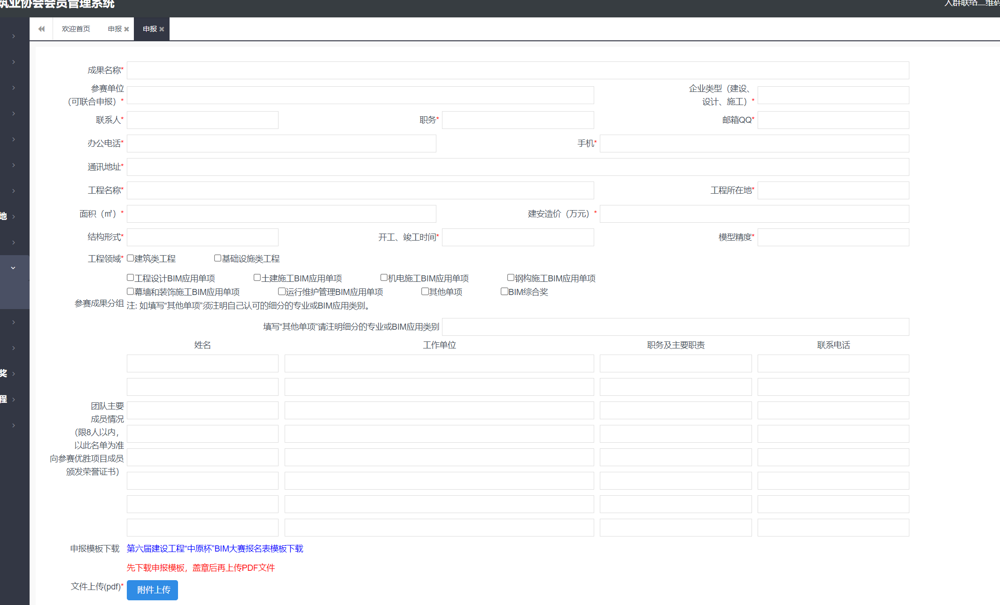 筑业协会会员管理系统
入群联络二维码
欢迎首页 申报 申报
地
奖
程
成果名称*
参赛单位
（可联合申报）*
企业类型（建设、
设计、施工）*
联系人* 职务* 邮箱QQ*
办公电话* 手机*
通讯地址*
工程名称* 工程所在地*
面积（㎡）* 建安造价（万元）*
结构形式* 开工、竣工时间* 模型精度*
工程领域* 建筑类工程 基础设施类工程
工程设计BIM应用单项 土建施工BIM应用单项 机电施工BIM应用单项 钢构施工BIM应用单项
幕墙和装饰施工BIM应用单项 运行维护管理BIM应用单项 其他单项 BIM综合奖
参赛成果分组
注: 如填写“其他单项”须注明自己认可的细分的专业或BIM应用类别。
填写“其他单项”请注明细分的专业或BIM应用类别
姓名 工作单位 职务及主要职责 联系电话
团队主要
成员情况
（限8人以内，
以此名单为准
向参赛优胜项目成员
颁发荣誉证书）
申报模板下载 第六届建设工程“中原杯”BIM大赛报名表模板下载
先下载申报模板，盖章后再上传PDF文件
文件上传(pdf)* 附件上传